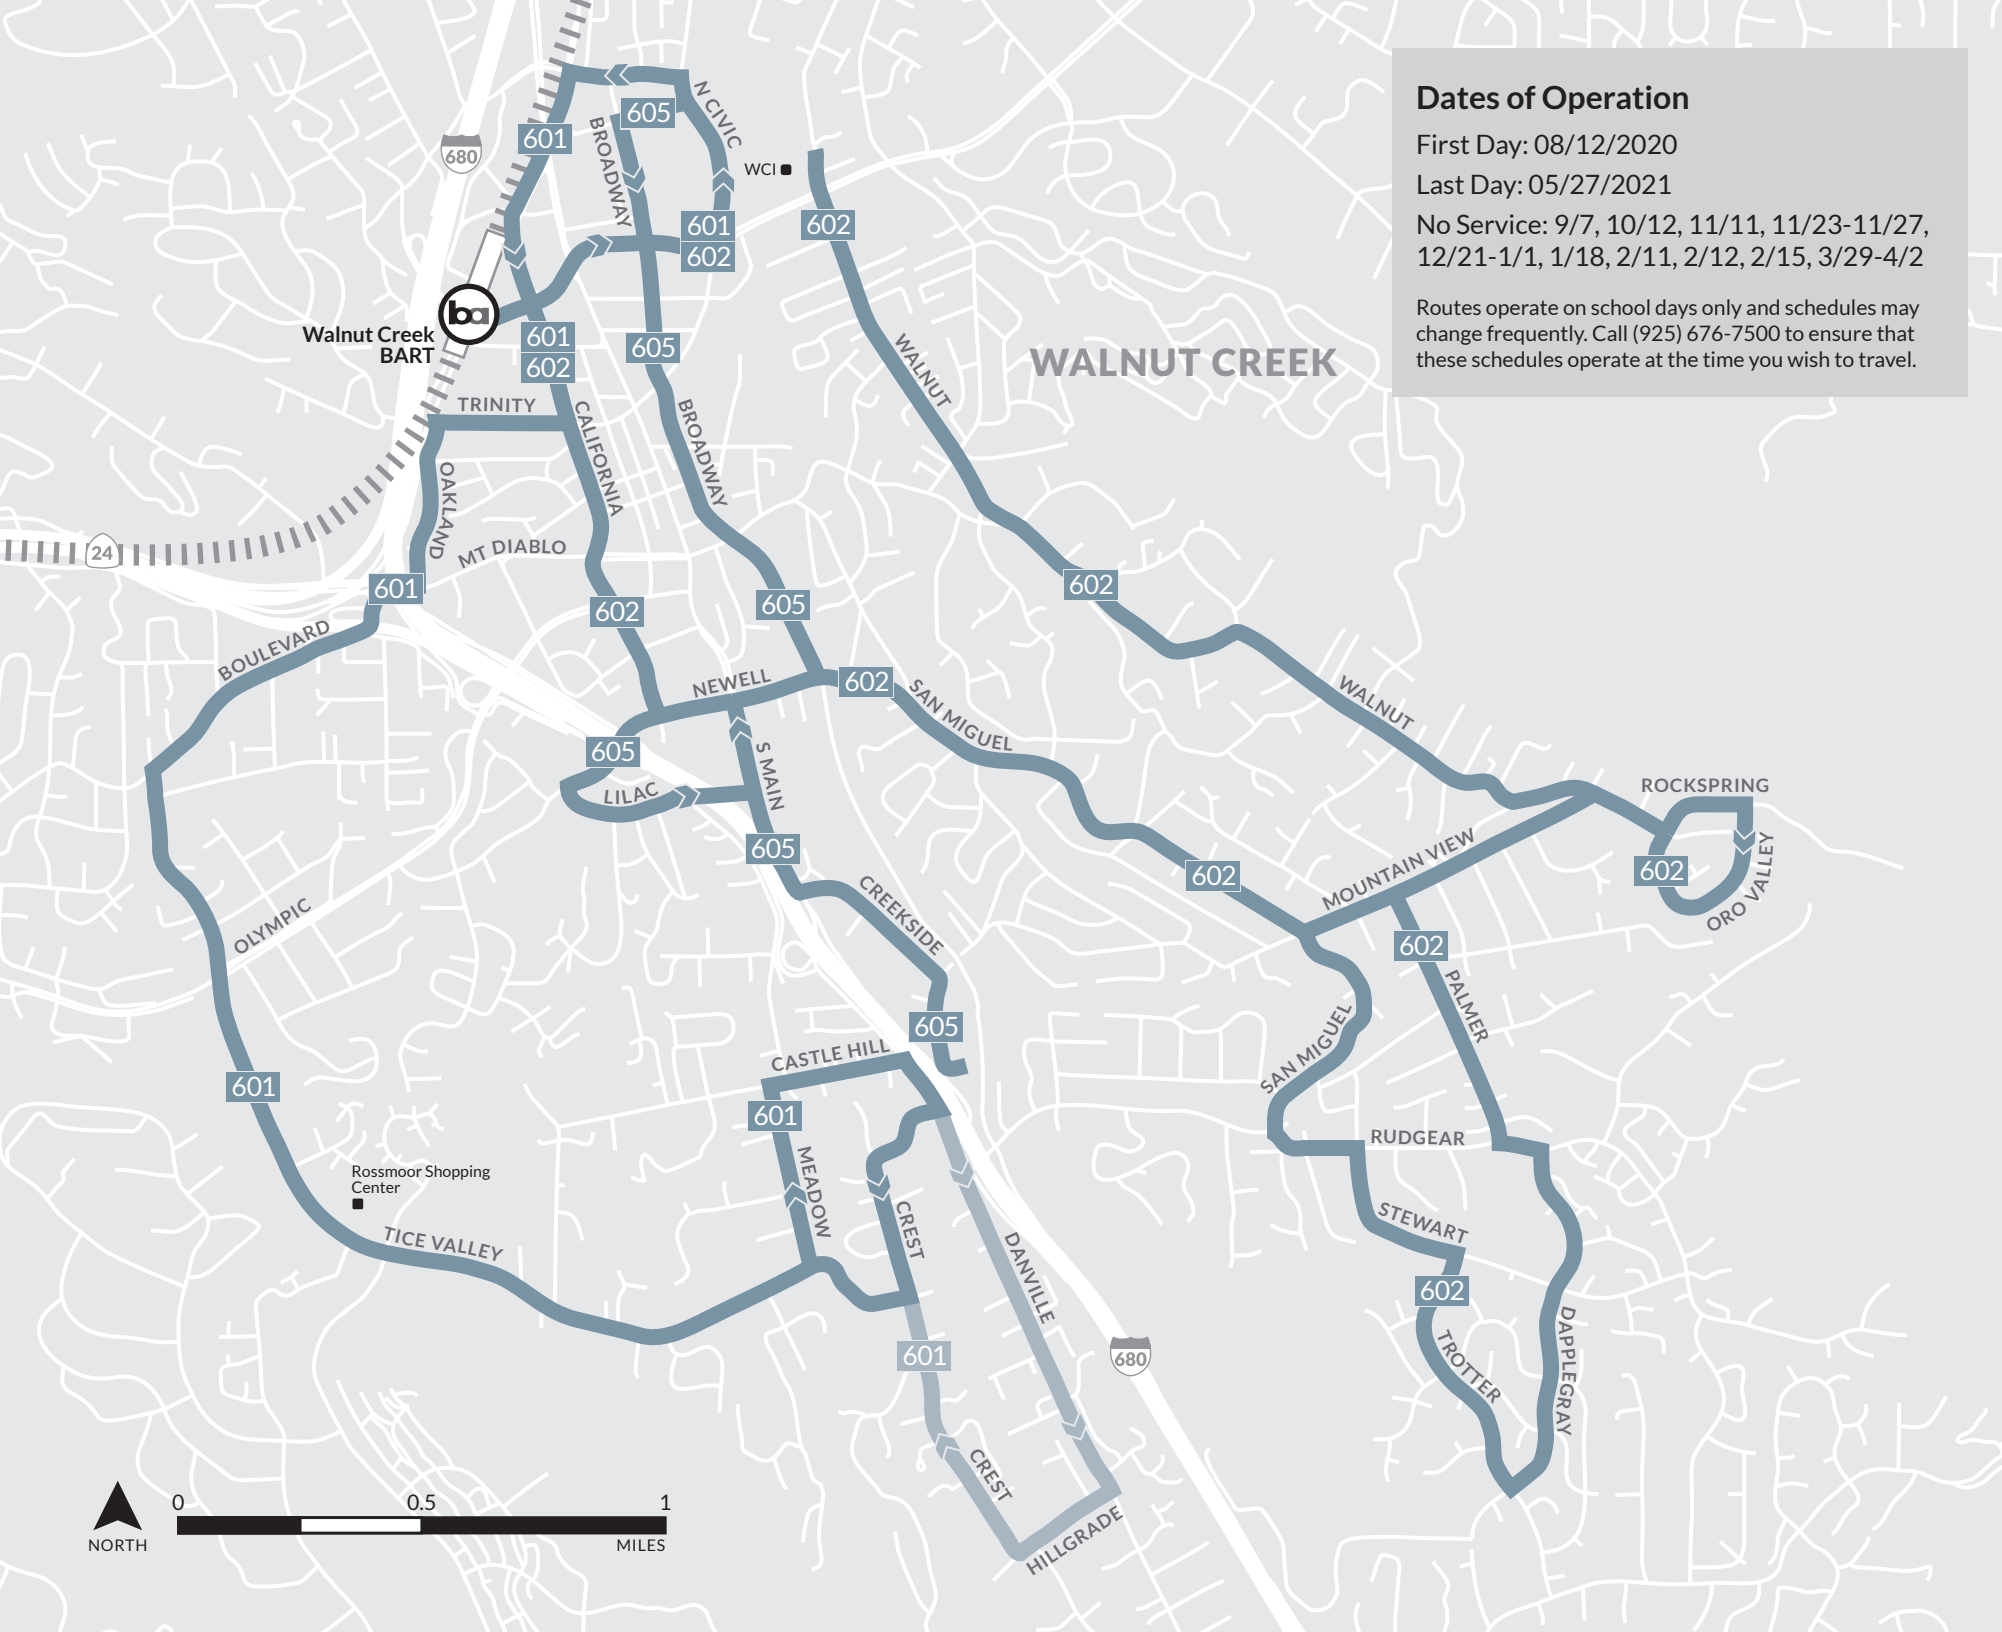 Dates of Operation
First Day: 08/12/2020
Last Day: 05/27/2021
No Service: 9/7, 10/12, 11/11, 11/23-11/27,
12/21-1/1, 1/18, 2/11, 2/12, 2/15, 3/29-4/2
Routes operate on school days only and schedules may
change frequently. Call (925) 676-7500 to ensure that
these schedules operate at the time you wish to travel.
605
N CIVIC
601
BROADWAY
680
WCI
601
602
602
ba
Walnut Creek
BART
601
602
605
WALNUT
WALNUT CREEK
TRINITY
CALIFORNIA
BROADWAY
OAKLAND
24
MT DIABLO
601
602
605
602
BOULEVARD
NEWELL
602
SAN MIGUEL
WALNUT
605
S MAIN
LILAC
ROCKSPRING
605
602
602
MOUNTAIN VIEW
ORO VALLEY
CREEKSIDE
OLYMPIC
602
PALMER
605
SAN MIGUEL
CASTLE HILL
601
601
RUDGEAR
MEADOW
Rossmoor Shopping
Center
CREST
STEWART
TICE VALLEY
DANVILLE
602
DAPPLEGRAY
601
680
TROTTER
CREST
HILLGRADE
0
0.5
1
NORTH
MILES